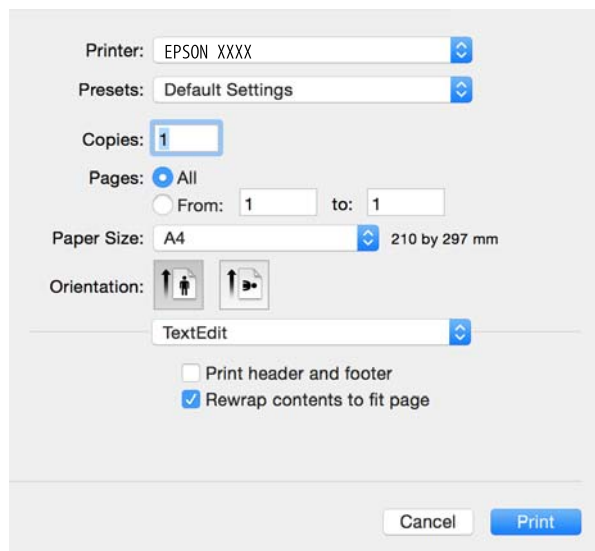 Printer: EPSON XXXX
Presets: Default Settings
Copies: 1
Pages: All
From: 1 to: 1
Paper Size: A4 210 by 297 mm
Orientation:
TextEdit
Print header and footer
Rewrap contents to fit page
Cancel Print